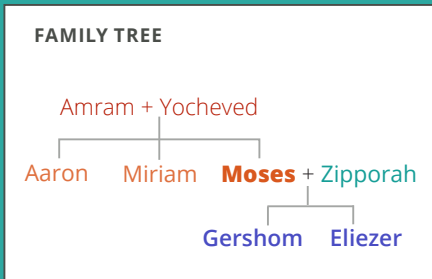 FAMILY TREE
Amram + Yocheved
Aaron Miriam Moses + Zipporah
Gershom Eliezer